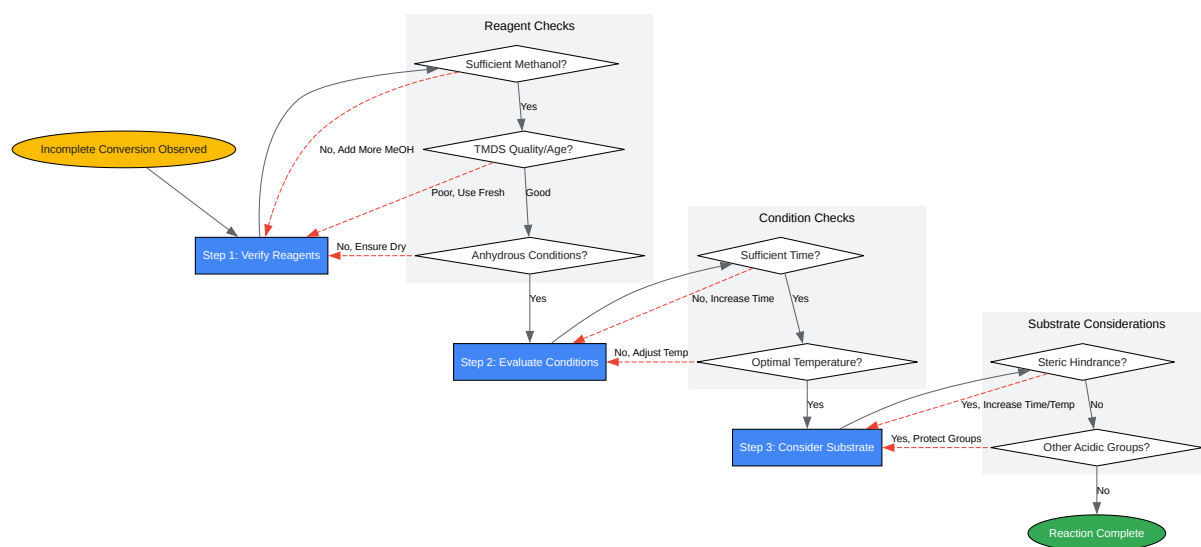 Reagent Checks
Sufficient Methanol?
Yes
Incomplete Conversion Observed
No, Add More MeOH
TMDS Quality/Age?
Poor, Use Fresh
Good
Condition Checks
Step 1: Verify Reagents
No, Ensure Dry
Anhydrous Conditions?
Sufficient Time?
Yes
No, Increase Time
Yes
Substrate Considerations
Step 2: Evaluate Conditions
No, Adjust Temp
Optimal Temperature?
Steric Hindrance?
Yes
Yes, Increase Time/Temp
No
Step 3: Consider Substrate
Yes, Protect Groups
Other Acidic Groups?
No
Reaction Complete